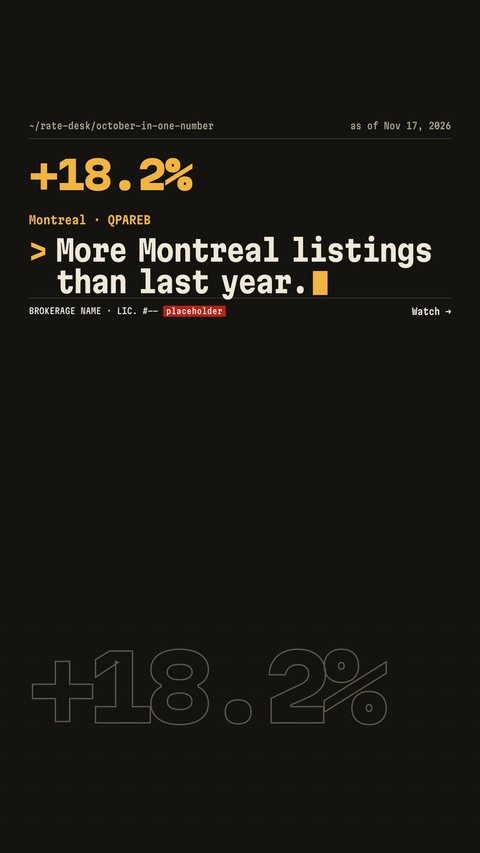 ~/rate-desk/october-in-one-number as of Nov 17, 2026
+18.2%
Montreal · QPAREB
> More Montreal listings
than last year.
BROKERAGE NAME · LIC. #—— placeholder Watch →
+18.2%